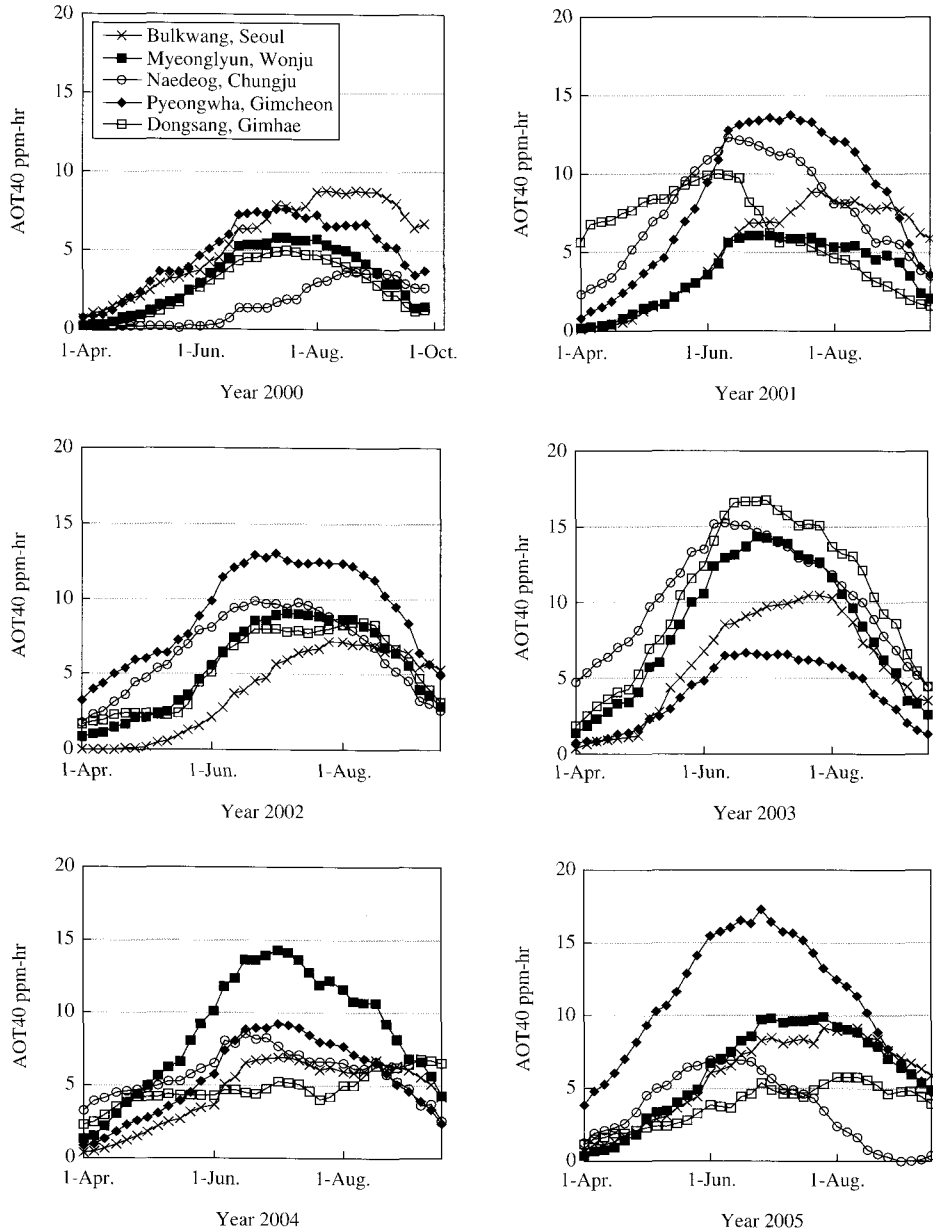 20
15
10
5
0
AOT40 ppm-hr
Bulkwang, Seoul
Myeonglyun, Wonju
Naedeog, Chungju
Pyeongwha, Gimcheon
Dongsang, Gimhae
1-Apr.
1-Jun.
1-Aug.
1-Oct.
Year 2000
20
15
10
5
0
AOT40 ppm-hr
1-Apr.
1-Jun.
1-Aug.
Year 2001
20
15
10
5
0
AOT40 ppm-hr
1-Apr.
1-Jun.
1-Aug.
Year 2002
20
15
10
5
0
AOT40 ppm-hr
1-Apr.
1-Jun.
1-Aug.
Year 2003
20
15
10
5
0
AOT40 ppm-hr
1-Apr.
1-Jun.
1-Aug.
Year 2004
20
15
10
5
0
AOT40 ppm-hr
1-Apr.
1-Jun.
1-Aug.
Year 2005